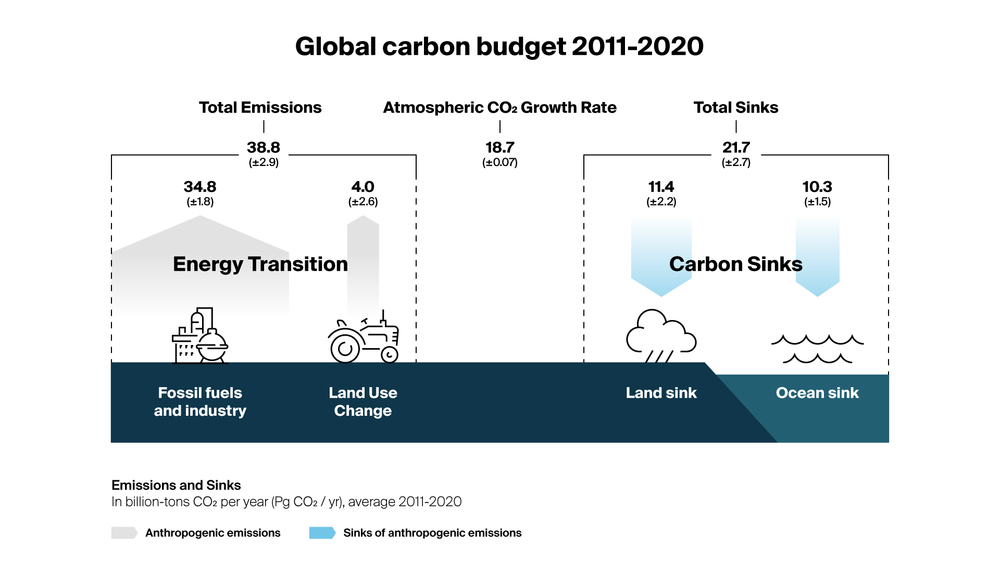 Global carbon budget 2011-2020
Total Emissions
Atmospheric CO₂ Growth Rate
Total Sinks
38.8
(±2.9)
18.7
(±0.07)
21.7
(±2.7)
34.8
(±1.8)
4.0
(±2.6)
11.4
(±2.2)
10.3
(±1.5)
Energy Transition
Carbon Sinks
Fossil fuels
and industry
Land Use
Change
Land sink
Ocean sink
Emissions and Sinks
In billion-tons CO₂ per year (Pg CO₂ / yr), average 2011-2020
Anthropogenic emissions
Sinks of anthropogenic emissions